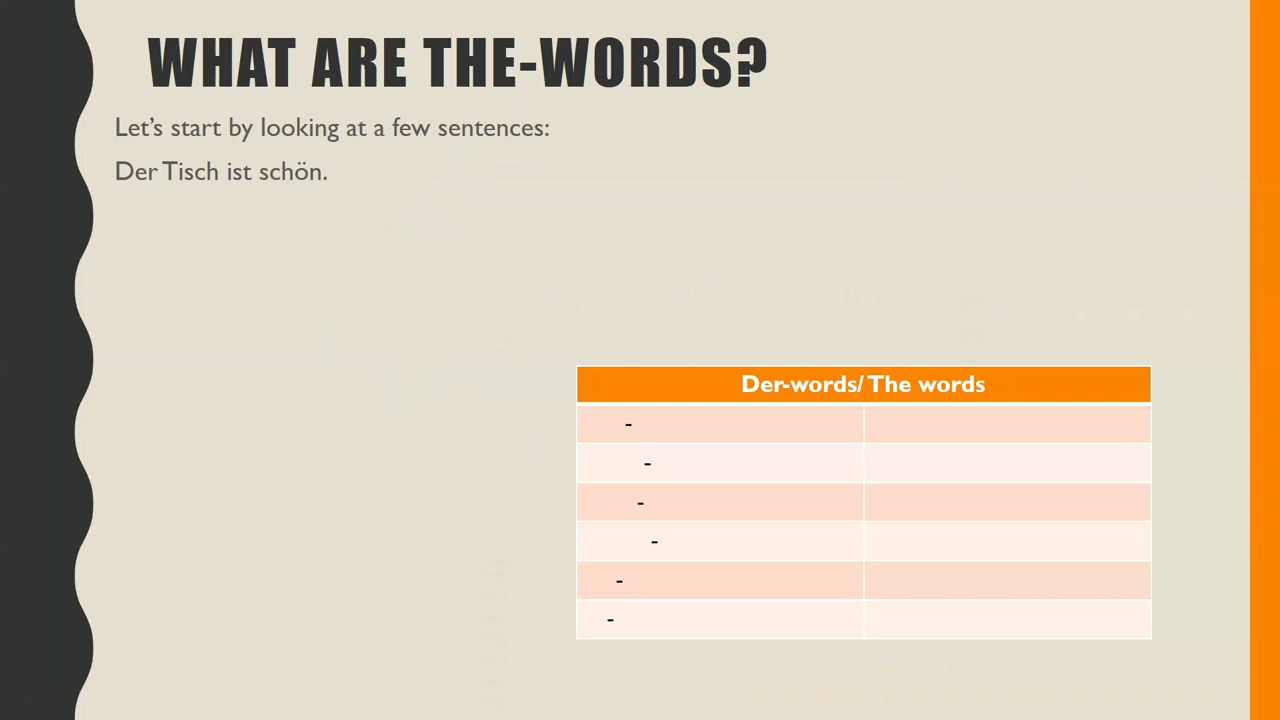 WHAT ARE THE-WORDS?
Let's start by looking at a few sentences:
Der Tisch ist schön.
Der-words/ The words
-
-
-
-
-
-